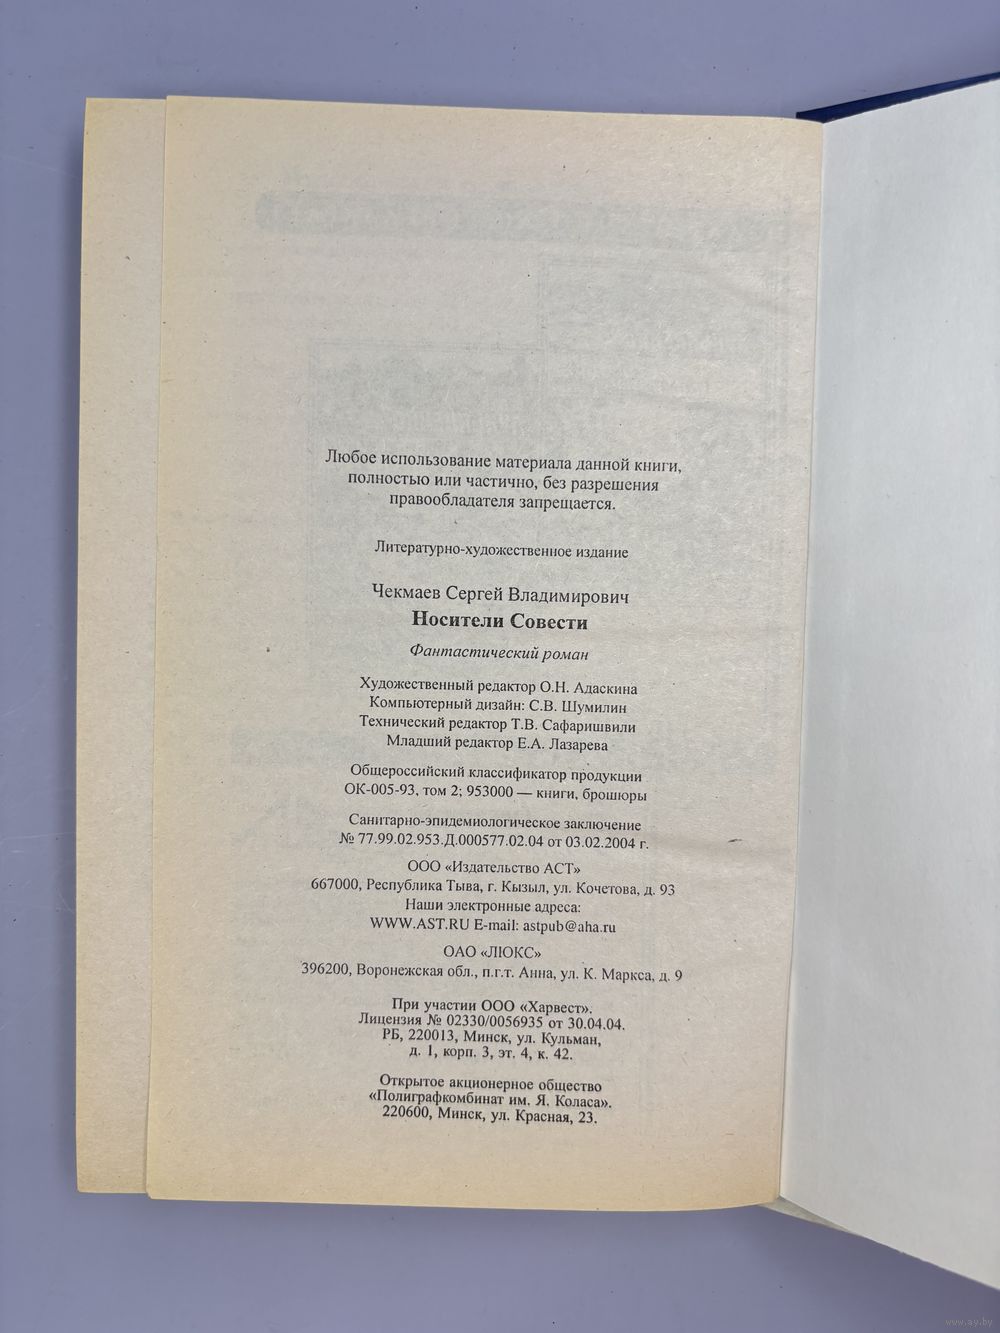 Любое использование материала данной книги,
полностью или частично, без разрешения
правообладателя запрещается.
Литературно-художественное издание
Чекмаев Сергей Владимирович
Носители Совести
Фантастический роман
Художественный редактор О.Н. Адаскина
Компьютерный дизайн: С.В. Шумилин
Технический редактор Т.В. Сафаришвили
Младший редактор Е.А. Лазарева
Общероссийский классификатор продукции
ОК-005-93, том 2; 953000 — книги, брошюры
Санитарно-эпидемиологическое заключение
№ 77.99.02.953.Д.000577.02.04 от 03.02.2004 г.
ООО «Издательство АСТ»
667000, Республика Тыва, г. Кызыл, ул. Кочетова, д. 93
Наши электронные адреса:
WWW.AST.RU E-mail: astpub@aha.ru
ОАО «ЛЮКС»
396200, Воронежская обл., п.г.т. Анна, ул. К. Маркса, д. 9
При участии ООО «Харвест».
Лицензия № 02330/0056935 от 30.04.04.
РБ, 220013, Минск, ул. Кульман,
д. 1, корп. 3, эт. 4, к. 42.
Открытое акционерное общество
«Полиграфкомбинат им. Я. Коласа».
220600, Минск, ул. Красная, 23.
www.ay.by